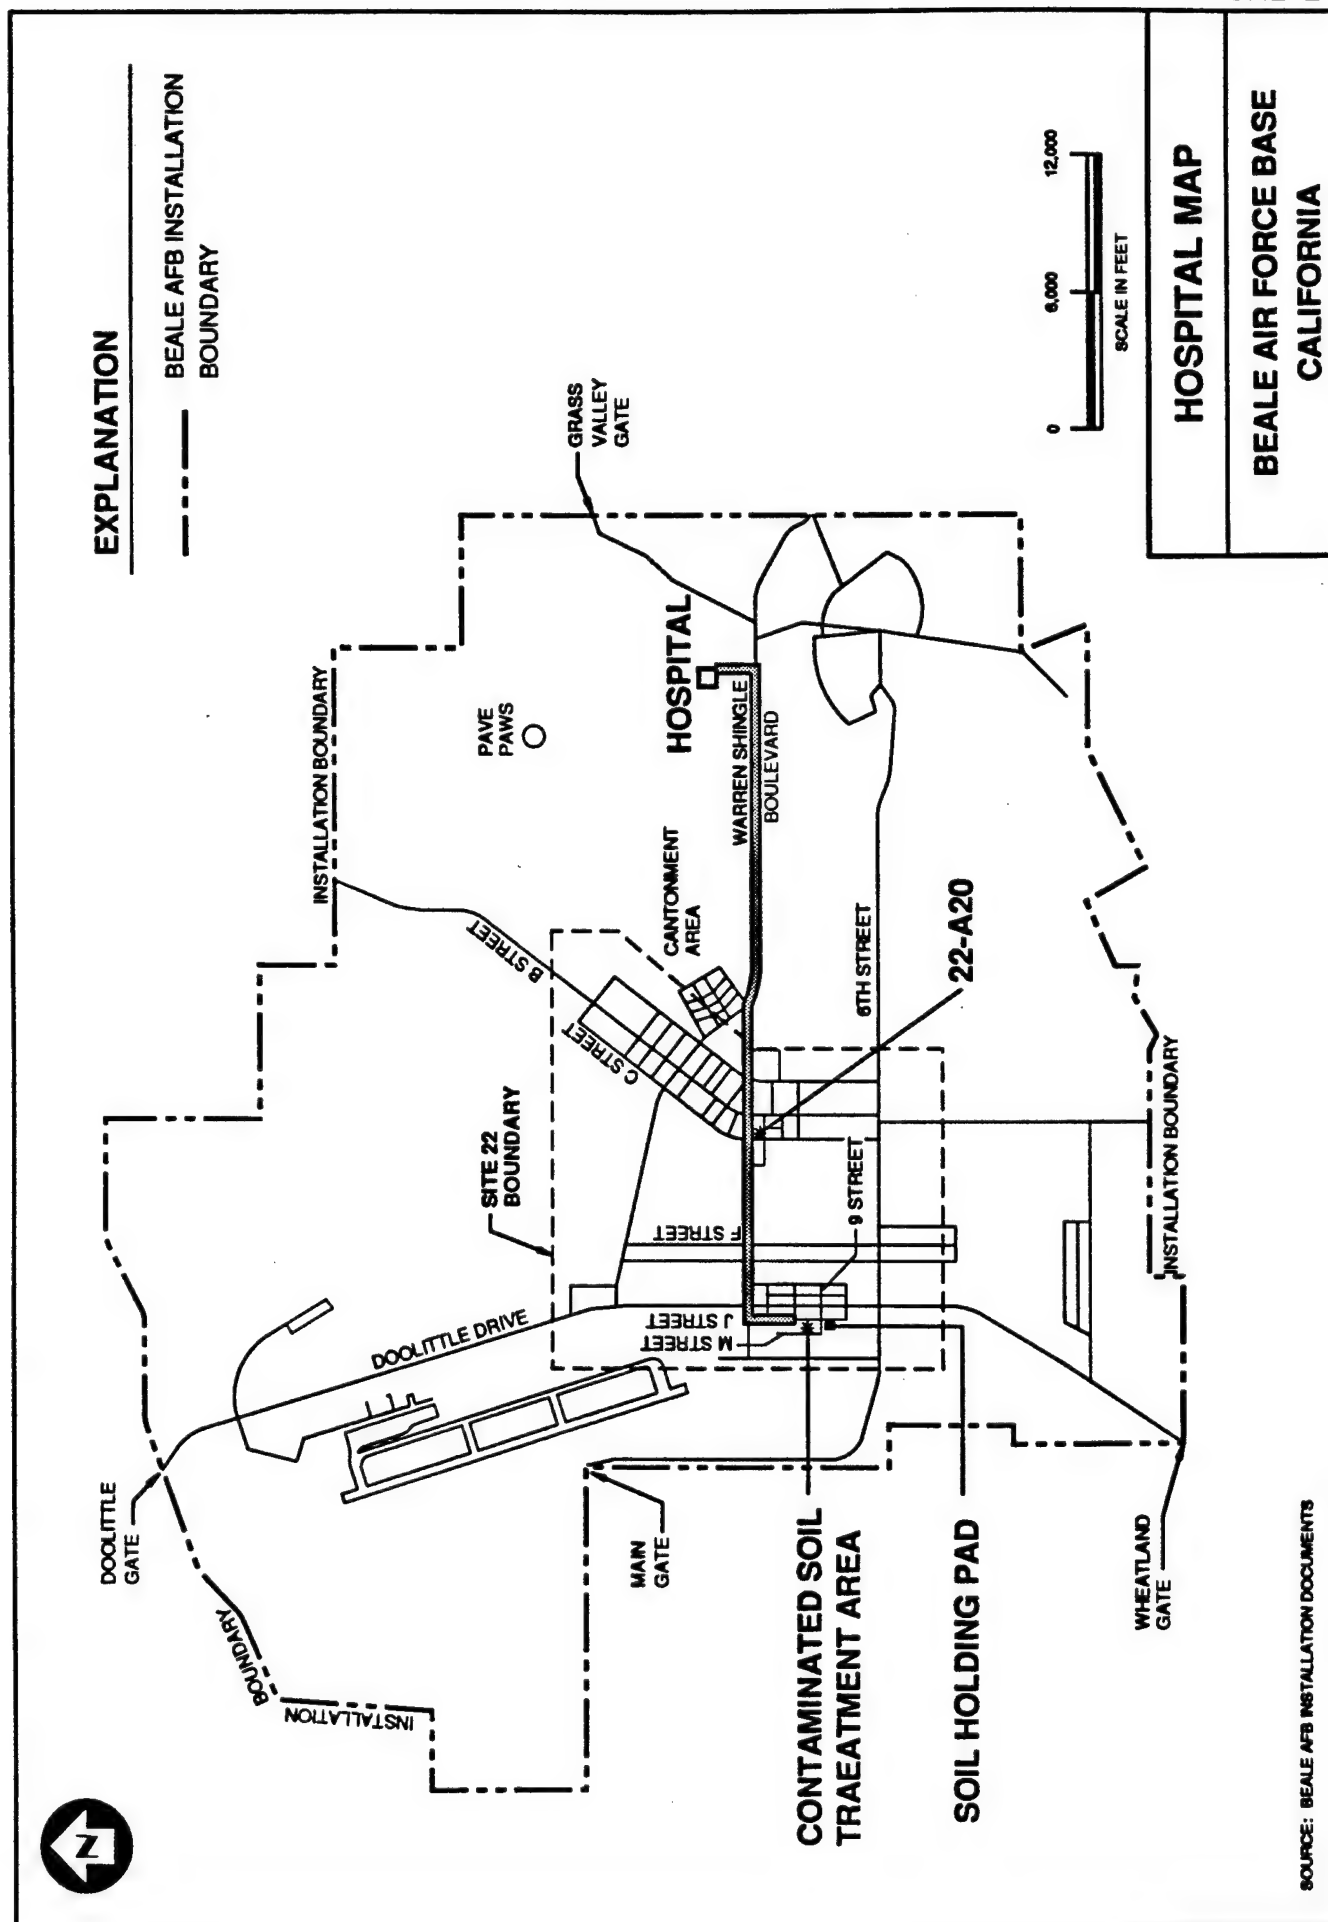 N
EXPLANATION
BEALE AFB INSTALLATION
BOUNDARY
DOOLITTLE
GATE
BOUNDARY
INSTALLATION
INSTALLATION BOUNDARY
DOOLITTLE DRIVE
SITE 22
BOUNDARY
B STREET
C STREET
PAVE
PAWS
GRASS
VALLEY
GATE
MAIN
GATE
CANTONMENT
AREA
HOSPITAL
F STREET
J STREET
M STREET
WARREN SHINGLE
BOULEVARD
9 STREET
6TH STREET
22-A20
CONTAMINATED SOIL
TRAEATMENT AREA
SOIL HOLDING PAD
WHEATLAND
GATE
INSTALLATION BOUNDARY
0
6,000
12,000
SCALE IN FEET
HOSPITAL MAP
BEALE AIR FORCE BASE
CALIFORNIA
SOURCE: BEALE AFB INSTALLATION DOCUMENTS